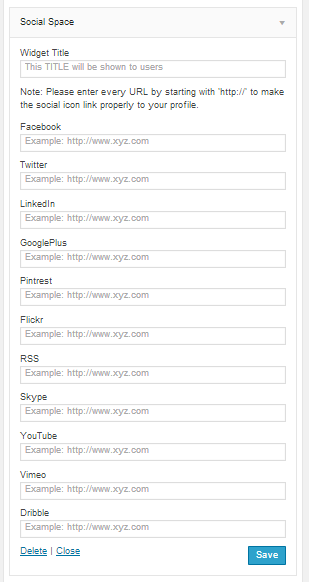 Social Space
Widget Title
This TITLE will be shown to users
Note: Please enter every URL by starting with 'http://' to make
the social icon link properly to your profile.
Facebook
Example: http://www.xyz.com
Twitter
Example: http://www.xyz.com
LinkedIn
Example: http://www.xyz.com
GooglePlus
Example: http://www.xyz.com
Pintrest
Example: http://www.xyz.com
Flickr
Example: http://www.xyz.com
RSS
Example: http://www.xyz.com
Skype
Example: http://www.xyz.com
YouTube
Example: http://www.xyz.com
Vimeo
Example: http://www.xyz.com
Dribble
Example: http://www.xyz.com
Delete | Close Save